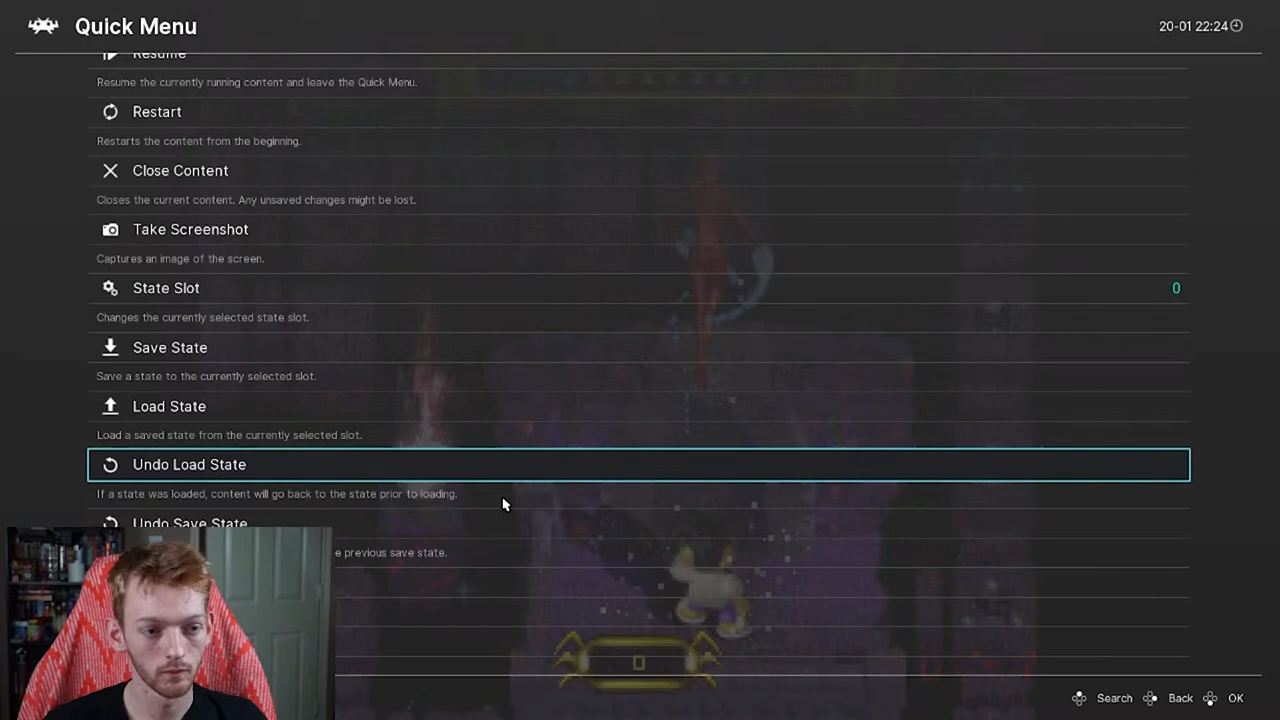 Quick Menu
20-01 22:24
Resume
Resume the currently running content and leave the Quick Menu.
Restart
Restarts the content from the beginning.
Close Content
Closes the current content. Any unsaved changes might be lost.
Take Screenshot
Captures an image of the screen.
State Slot 0
Changes the currently selected state slot.
Save State
Save a state to the currently selected slot.
Load State
Load a saved state from the currently selected slot.
Undo Load State
If a state was loaded, content will go back to the state prior to loading.
Undo Save State
previous save state.
0
Search Back OK